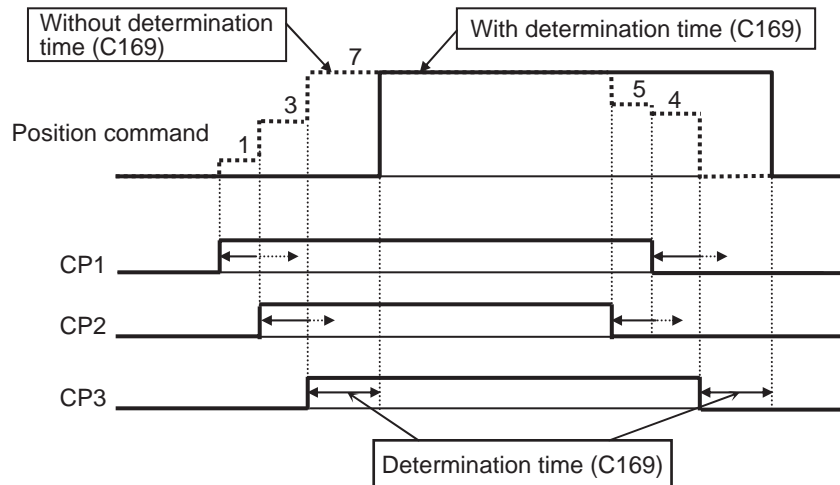 Without determination
time (C169)
With determination time (C169)
7
3
5
4
Position command
1
CP1
CP2
CP3
Determination time (C169)